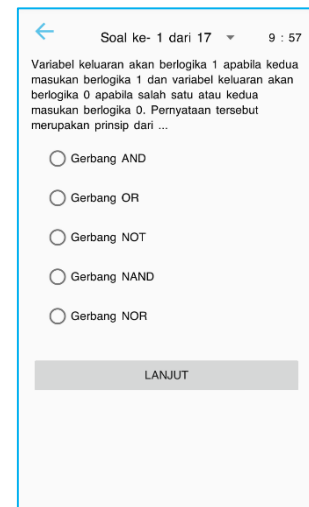 Soal ke- 1 dari 17 9 : 57
Variabel keluaran akan berlogika 1 apabila kedua
masukan berlogika 1 dan variabel keluaran akan
berlogika 0 apabila salah satu atau kedua
masukan berlogika 0. Pernyataan tersebut
merupakan prinsip dari ...
Gerbang AND
Gerbang OR
Gerbang NOT
Gerbang NAND
Gerbang NOR
LANJUT